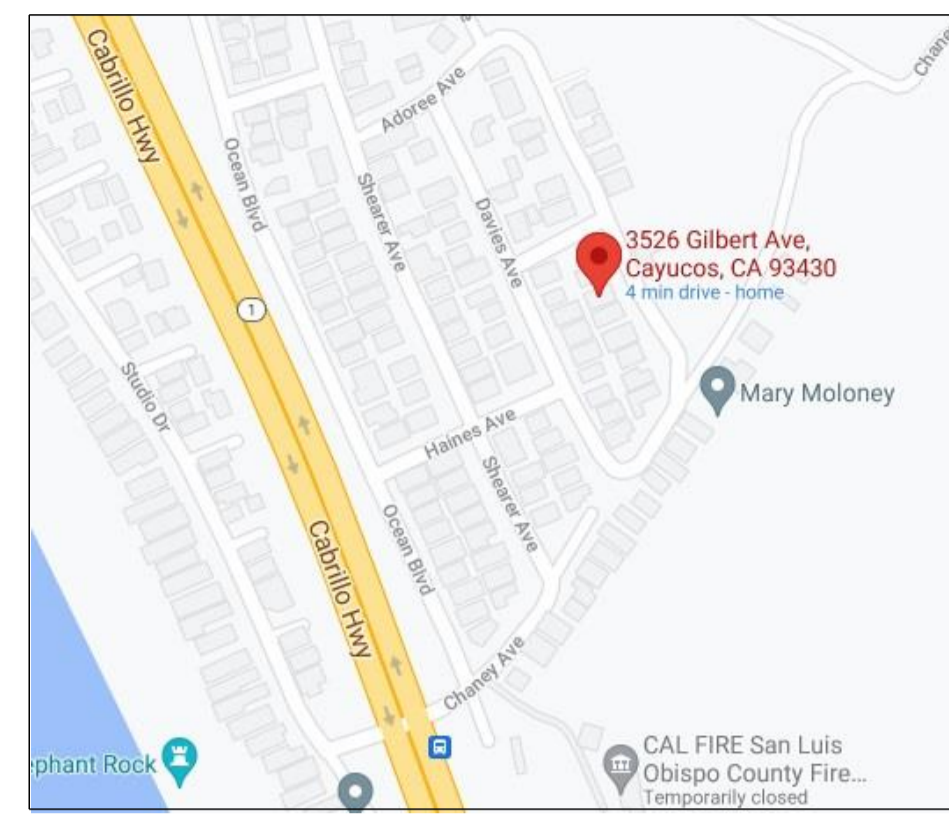 Cabrillo Hwy
Ocean Blvd
Adoree Ave
Shearer Ave
Davies Ave
Chane
3526 Gilbert Ave,
Cayucos, CA 93430
4 min drive - home
1
Studio Dr
Mary Moloney
Haines Ave
Shearer Ave
Ocean Blvd
Cabrillo Hwy
Chaney Ave
ephant Rock
CAL FIRE San Luis
Obispo County Fire...
Temporarily closed